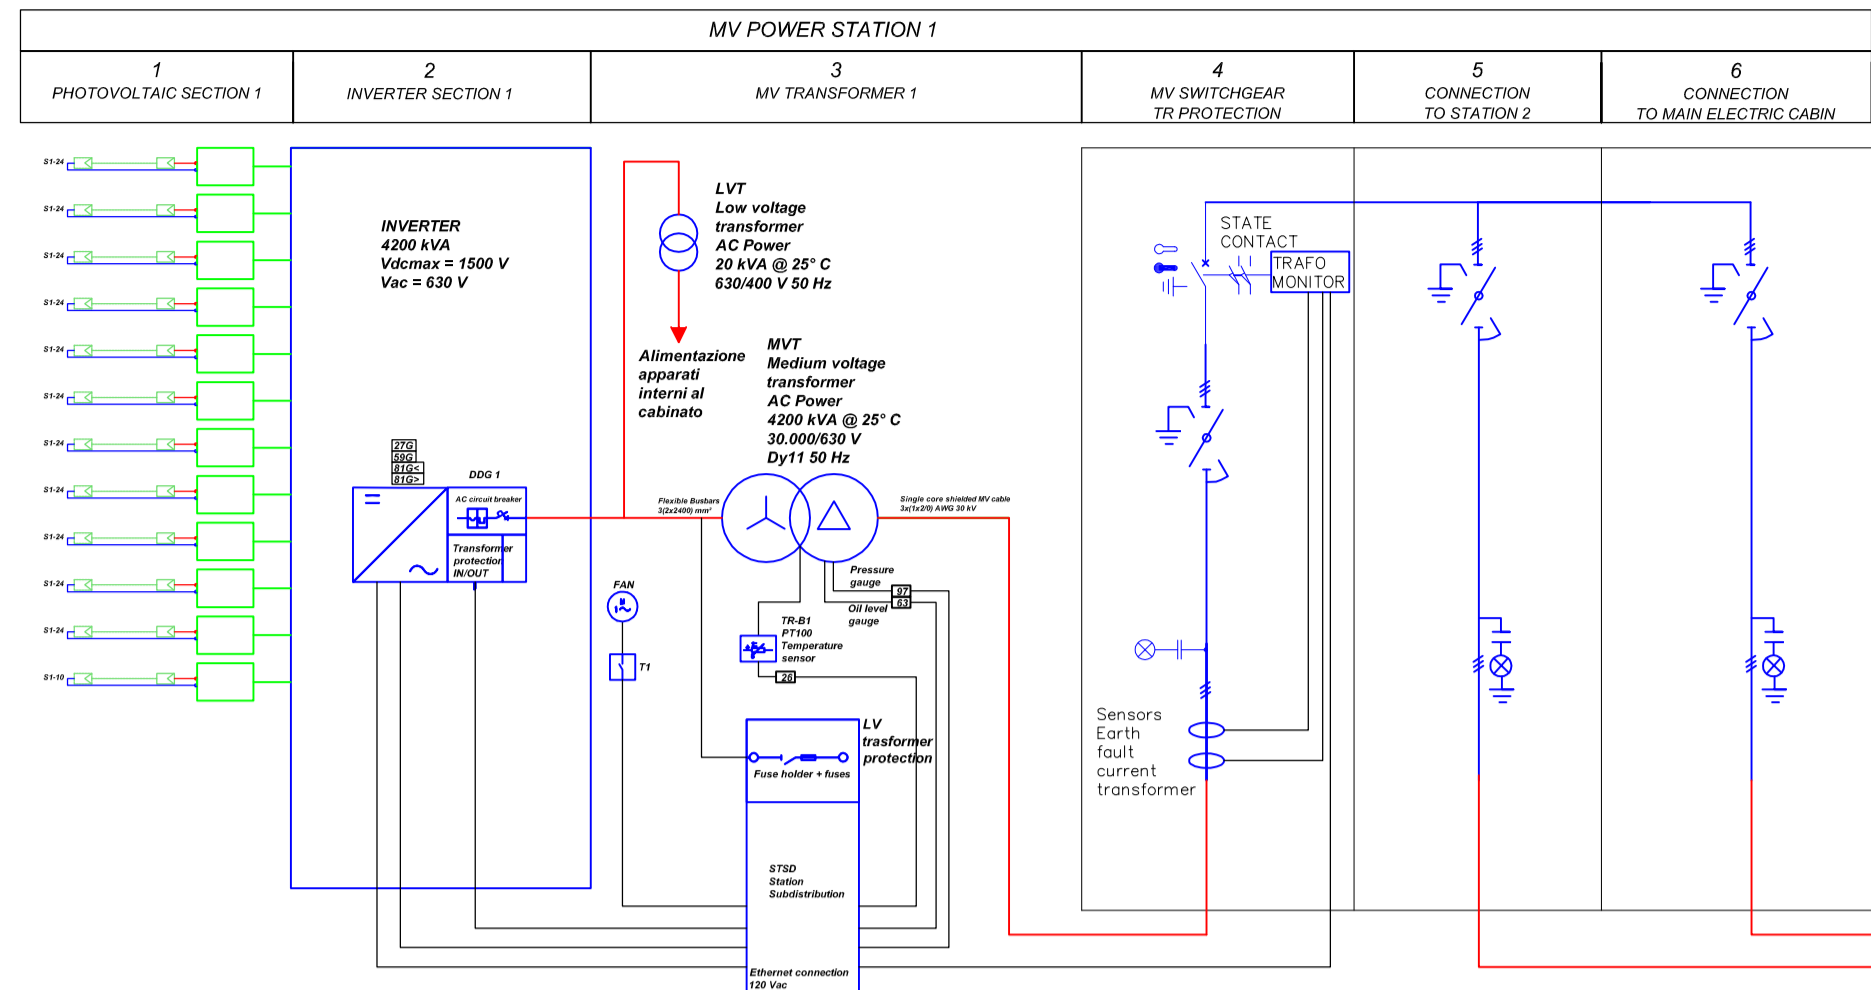 MV POWER STATION 1
1
PHOTOVOLTAIC SECTION 1
2
INVERTER SECTION 1
3
MV TRANSFORMER 1
4
MV SWITCHGEAR
TR PROTECTION
5
CONNECTION
TO STATION 2
6
CONNECTION
TO MAIN ELECTRIC CABIN
S1-24
S1-24
S1-24
S1-24
S1-24
S1-24
S1-24
S1-24
S1-24
S1-24
S1-24
S1-10
INVERTER
4200 kVA
Vdcmax = 1500 V
Vac = 630 V
27G
59G
81G<
81G>
DDG 1
AC circuit breaker
Transformer
protection
IN/OUT
LVT
Low voltage
transformer
AC Power
20 kVA @ 25° C
630/400 V 50 Hz
Alimentazione
apparati
interni al
cabinato
MVT
Medium voltage
transformer
AC Power
4200 kVA @ 25° C
30.000/630 V
Dy11 50 Hz
Flexible Busbars
3(2x2400) mm²
Single core shielded MV cable
3x(1x2/0) AWG 30 kV
Pressure
gauge
97
63
Oil level
gauge
FAN
M
1~
T1
TR-B1
PT100
Temperature
sensor
26
LV
trasformer
protection
Fuse holder + fuses
STSD
Station
Subdistribution
Ethernet connection
120 Vac
STATE
CONTACT
TRAFO
MONITOR
Sensors
Earth
fault
current
transformer